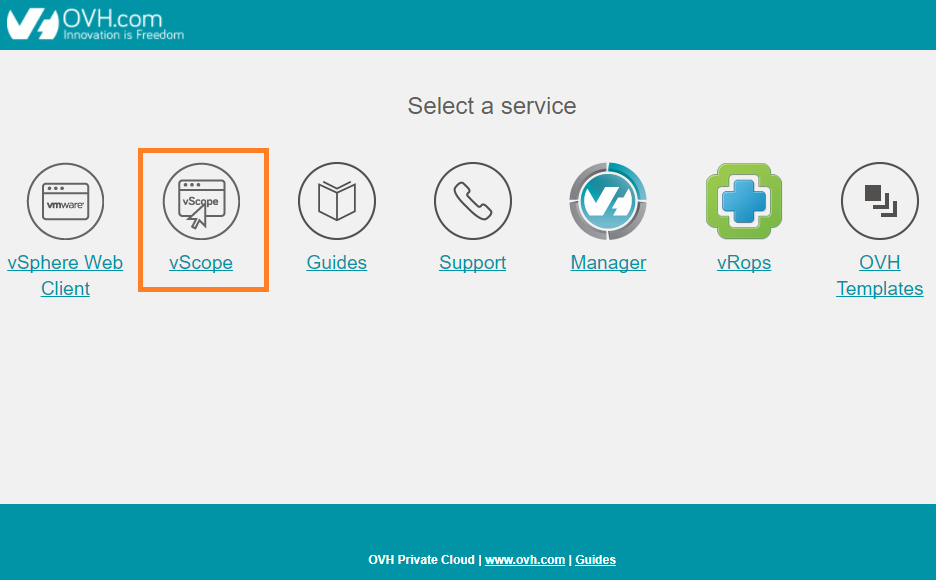 OVH.com
Innovation is Freedom
Select a service
vmware
vScope
vSphere Web
Client
vScope
Guides
Support
Manager
vRops
OVH
Templates
OVH Private Cloud | www.ovh.com | Guides